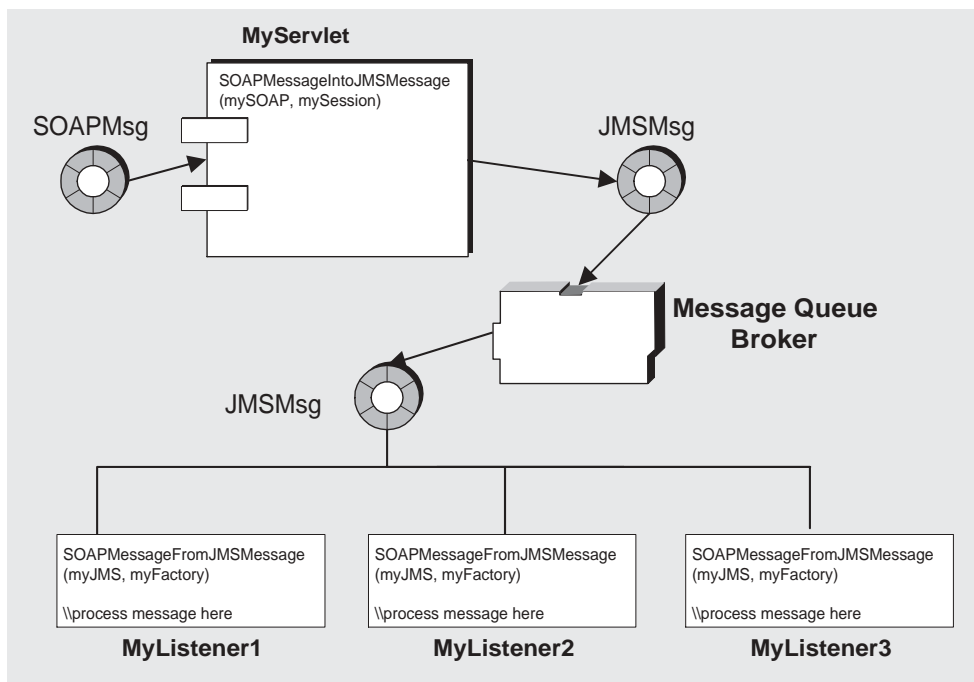 MyServlet
SOAPMessageIntoJMSMessage
(mySOAP, mySession)
SOAPMsg
JMSMsg
Message Queue
Broker
JMSMsg
SOAPMessageFromJMSMessage
(myJMS, myFactory)
\\process message here
MyListener1
SOAPMessageFromJMSMessage
(myJMS, myFactory)
\\process message here
MyListener2
SOAPMessageFromJMSMessage
(myJMS, myFactory)
\\process message here
MyListener3